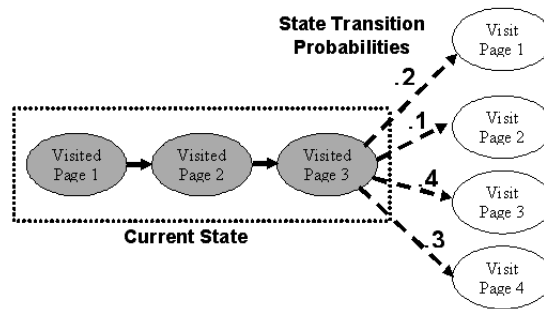 State Transition
Probabilities
Visit
Page 1
.2
Visit
Page 2
.1
Visited
Page 1
Visited
Page 2
Visited
Page 3
.4
Visit
Page 3
Current State
.3
Visit
Page 4